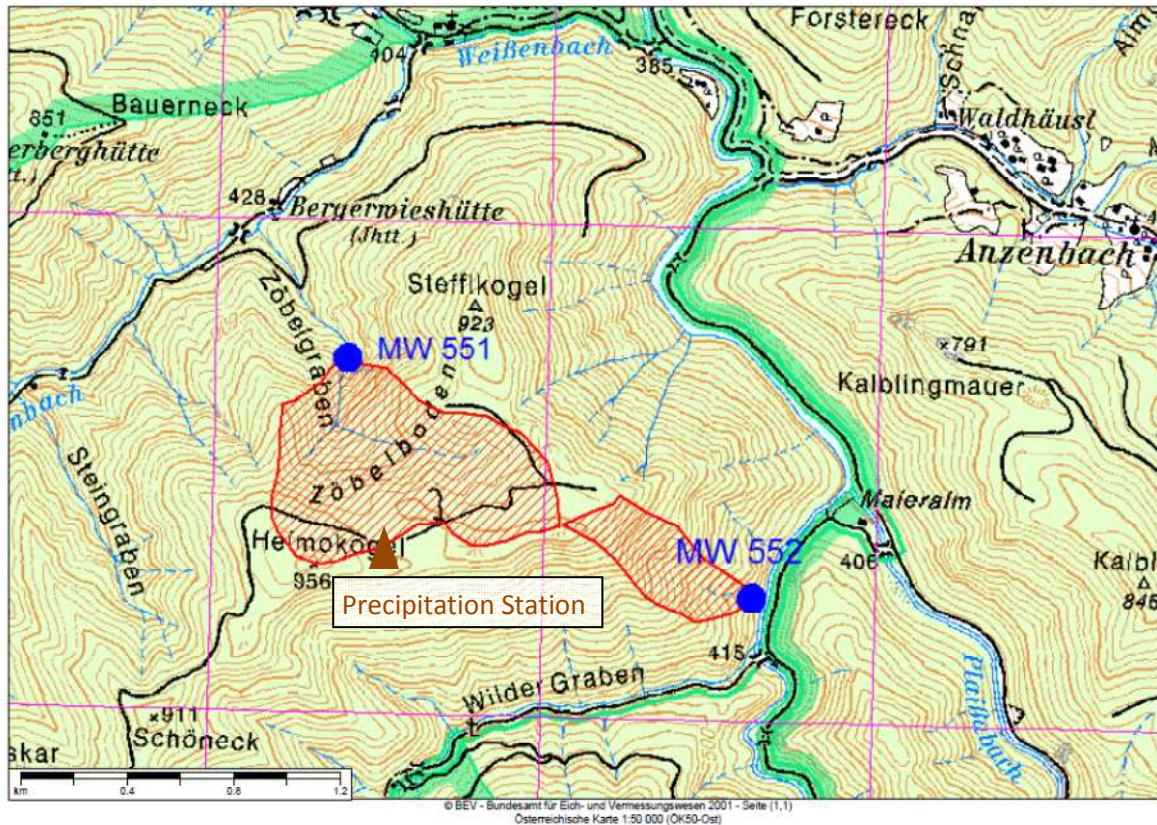 Forstereck
404
Weißenbach
385
Bauerneck
851
Waldhäusl
428
Bergerwieshütte
(Jhtt.)
Anzenbach
Steffikogel
923
Zöbelgraben
MW 551
791
Kalblingmauer
Zöbelboden
Steingraben
Maieralm
Heimokogel
MW 552
406
956
Precipitation Station
846
415
Wilder Graben
911
Schöneck
km 0.4 0.8 1.2
© BEV - Bundesamt für Eich- und Vermessungswesen 2001 - Seite (1,1)
Österreichische Karte 1:50 000 (ÖK50-Ost)